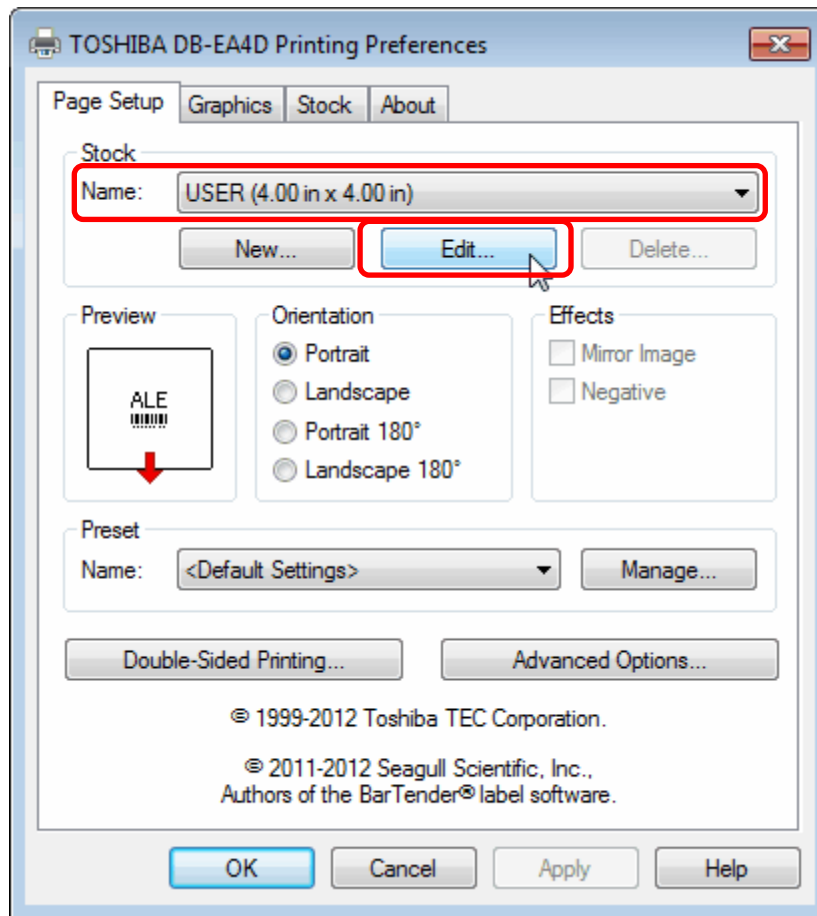 TOSHIBA DB-EA4D Printing Preferences
Page Setup Graphics Stock About
Stock
Name: USER (4.00 in x 4.00 in)
New... Edit... Delete...
Preview Orientation Effects
ALE
Portrait Mirror Image
Landscape Negative
Portrait 180°
Landscape 180°
Preset
Name: <Default Settings> Manage...
Double-Sided Printing... Advanced Options...
© 1999-2012 Toshiba TEC Corporation.
© 2011-2012 Seagull Scientific, Inc.,
Authors of the BarTender® label software.
OK Cancel Apply Help